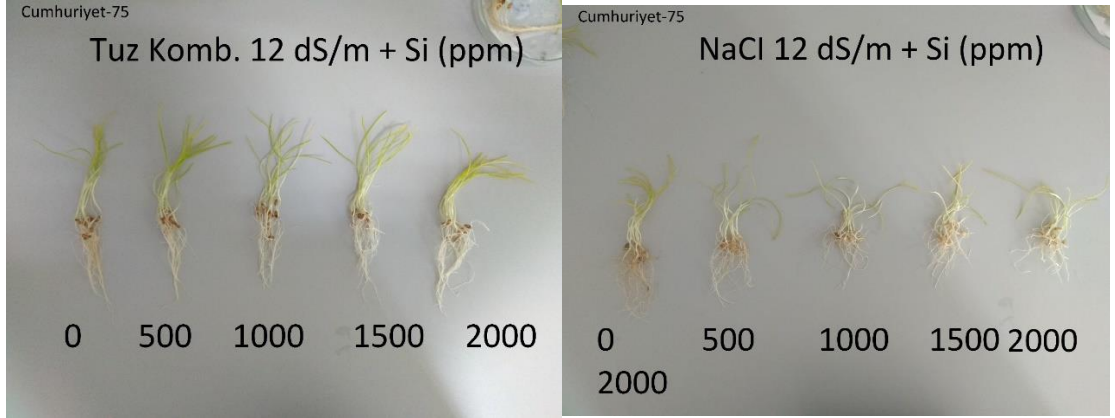 Cumhuriyet-75
Tuz Komb. 12 dS/m + Si (ppm)
0 500 1000 1500 2000
Cumhuriyet-75
NaCl 12 dS/m + Si (ppm)
0 500 1000 1500 2000
2000